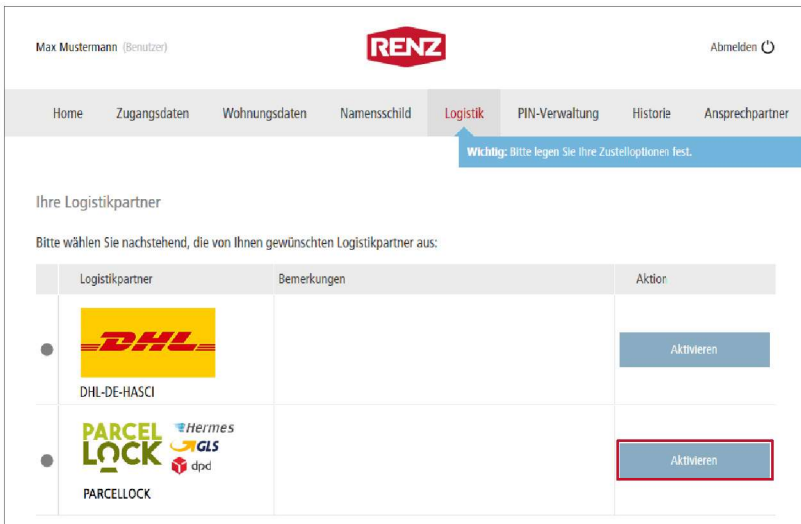 Max Mustermann (Benutzer)
RENZ
Abmelden
Home Zugangsdaten Wohnungsdaten Namensschild Logistik PIN-Verwaltung Historie Ansprechpartner
Wichtig: Bitte legen Sie Ihre Zustelloptionen fest.
Ihre Logistikpartner
Bitte wählen Sie nachstehend, die von Ihnen gewünschten Logistikpartner aus:
Logistikpartner Bemerkungen Aktion
DHL
Aktivieren
DHL-DE-HASCI
PARCEL LOCK
Hermes
GLS
dpd
Aktivieren
PARCELLOCK